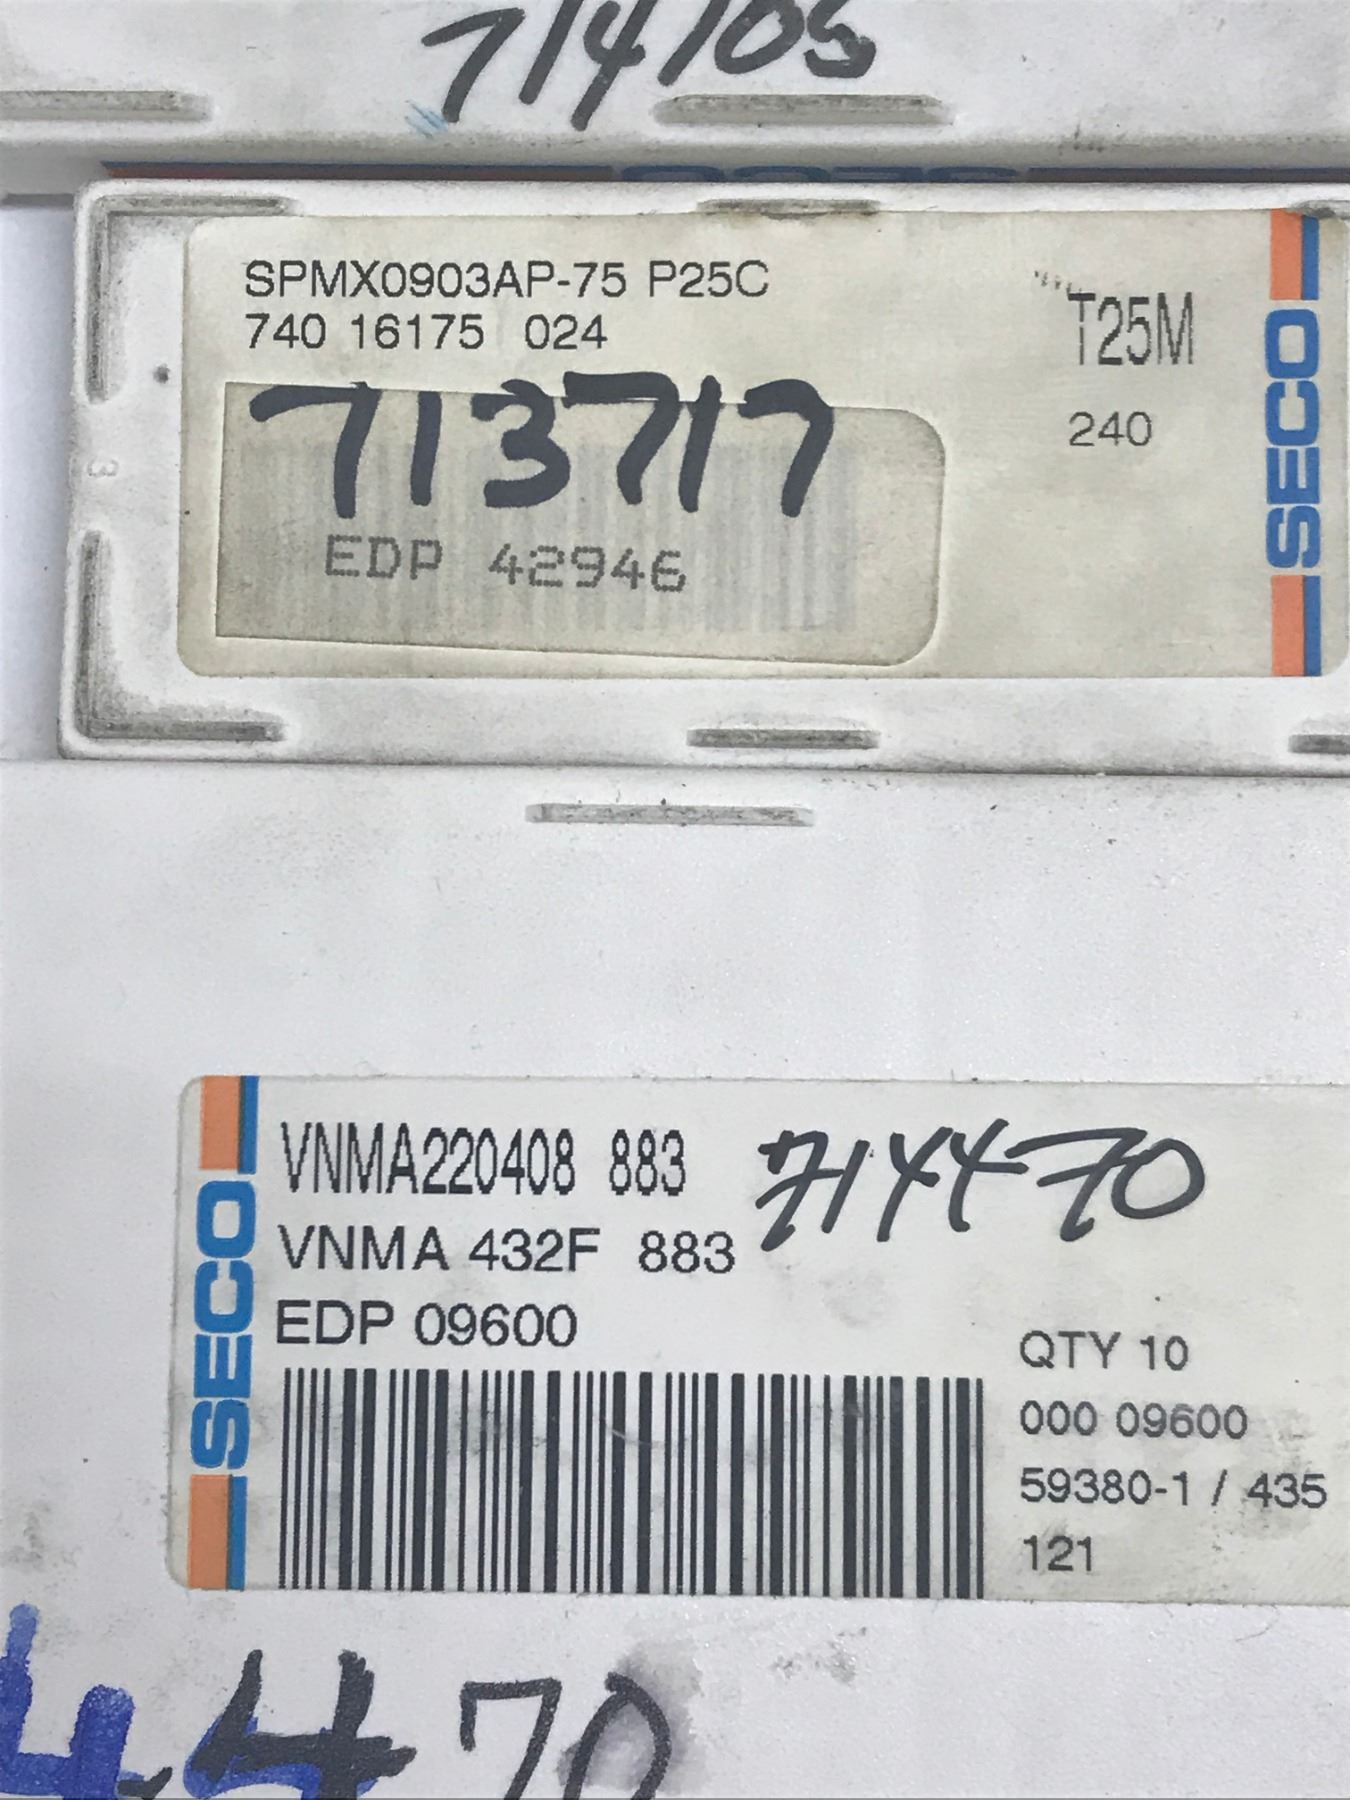 714105
SPMX0903AP-75 P25C
740 16175 024
T25M
240
713717
EDP 42946
SECO
3
VNMA220408 883
714470
VNMA 432F 883
EDP 09600
SECO
QTY 10
000 09600
59380-1 / 435
121
4470